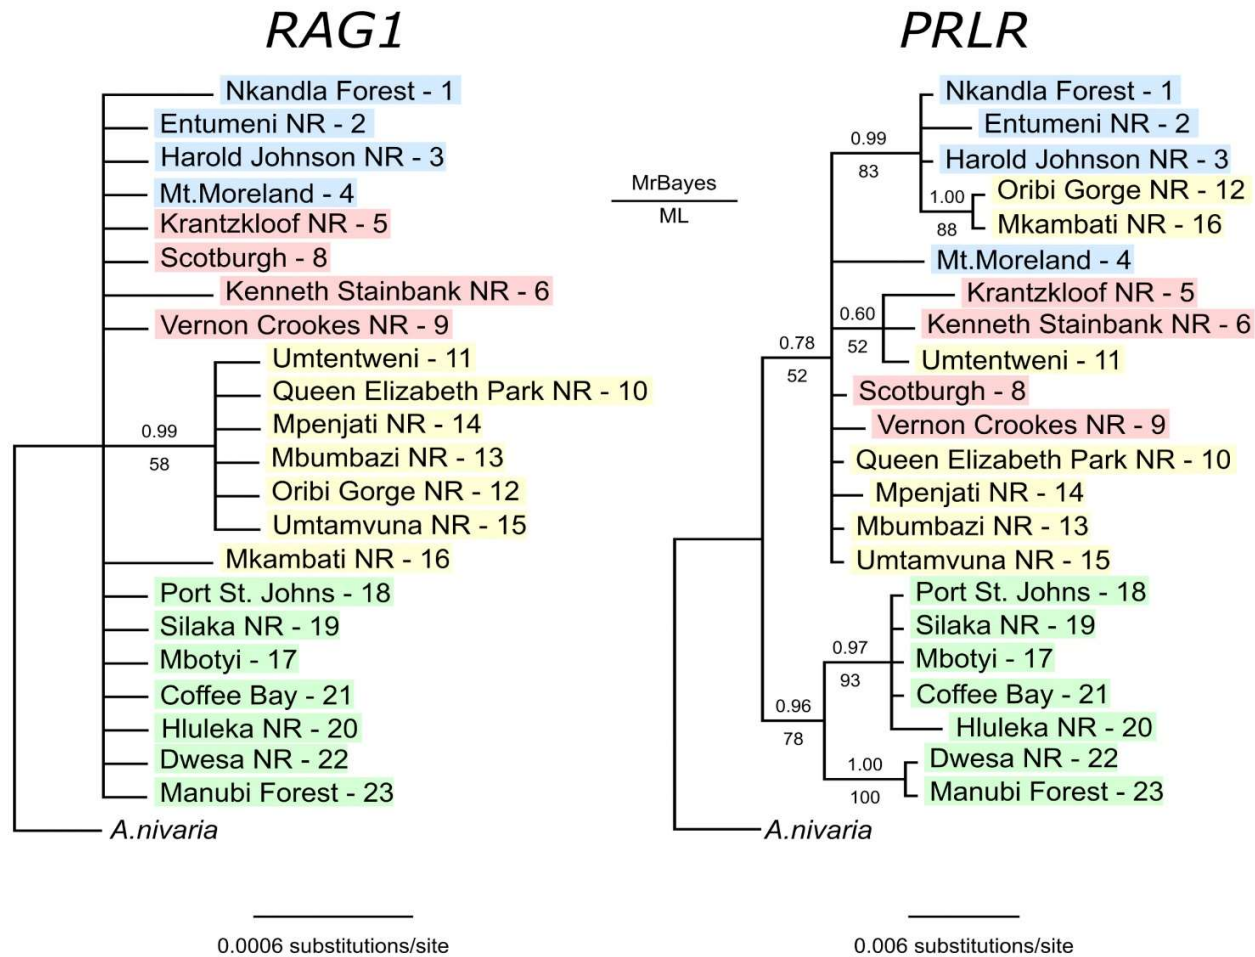 RAG1
Nkandla Forest - 1
Entumeni NR - 2
Harold Johnson NR - 3
Mt.Moreland - 4
Krantzkloof NR - 5
Scotburgh - 8
Kenneth Stainbank NR - 6
Vernon Crookes NR - 9
Umtentweni - 11
Queen Elizabeth Park NR - 10
Mpenjati NR - 14
0.99
Mbumbazi NR - 13
58
Oribi Gorge NR - 12
Umtamvuna NR - 15
Mkambati NR - 16
Port St. Johns - 18
Silaka NR - 19
Mbotyi - 17
Coffee Bay - 21
Hluleka NR - 20
Dwesa NR - 22
Manubi Forest - 23
A.nivaria
0.0006 substitutions/site
MrBayes
ML
PRLR
Nkandla Forest - 1
Entumeni NR - 2
0.99
Harold Johnson NR - 3
83
Oribi Gorge NR - 12
1.00
Mkambati NR - 16
88
Mt.Moreland - 4
Krantzkloof NR - 5
0.60
Kenneth Stainbank NR - 6
52
0.78
Umtentweni - 11
52
Scotburgh - 8
Vernon Crookes NR - 9
Queen Elizabeth Park NR - 10
Mpenjati NR - 14
Mbumbazi NR - 13
Umtamvuna NR - 15
Port St. Johns - 18
Silaka NR - 19
0.97
Mbotyi - 17
93
Coffee Bay - 21
0.96
Hluleka NR - 20
78
Dwesa NR - 22
1.00
Manubi Forest - 23
100
A.nivaria
0.006 substitutions/site